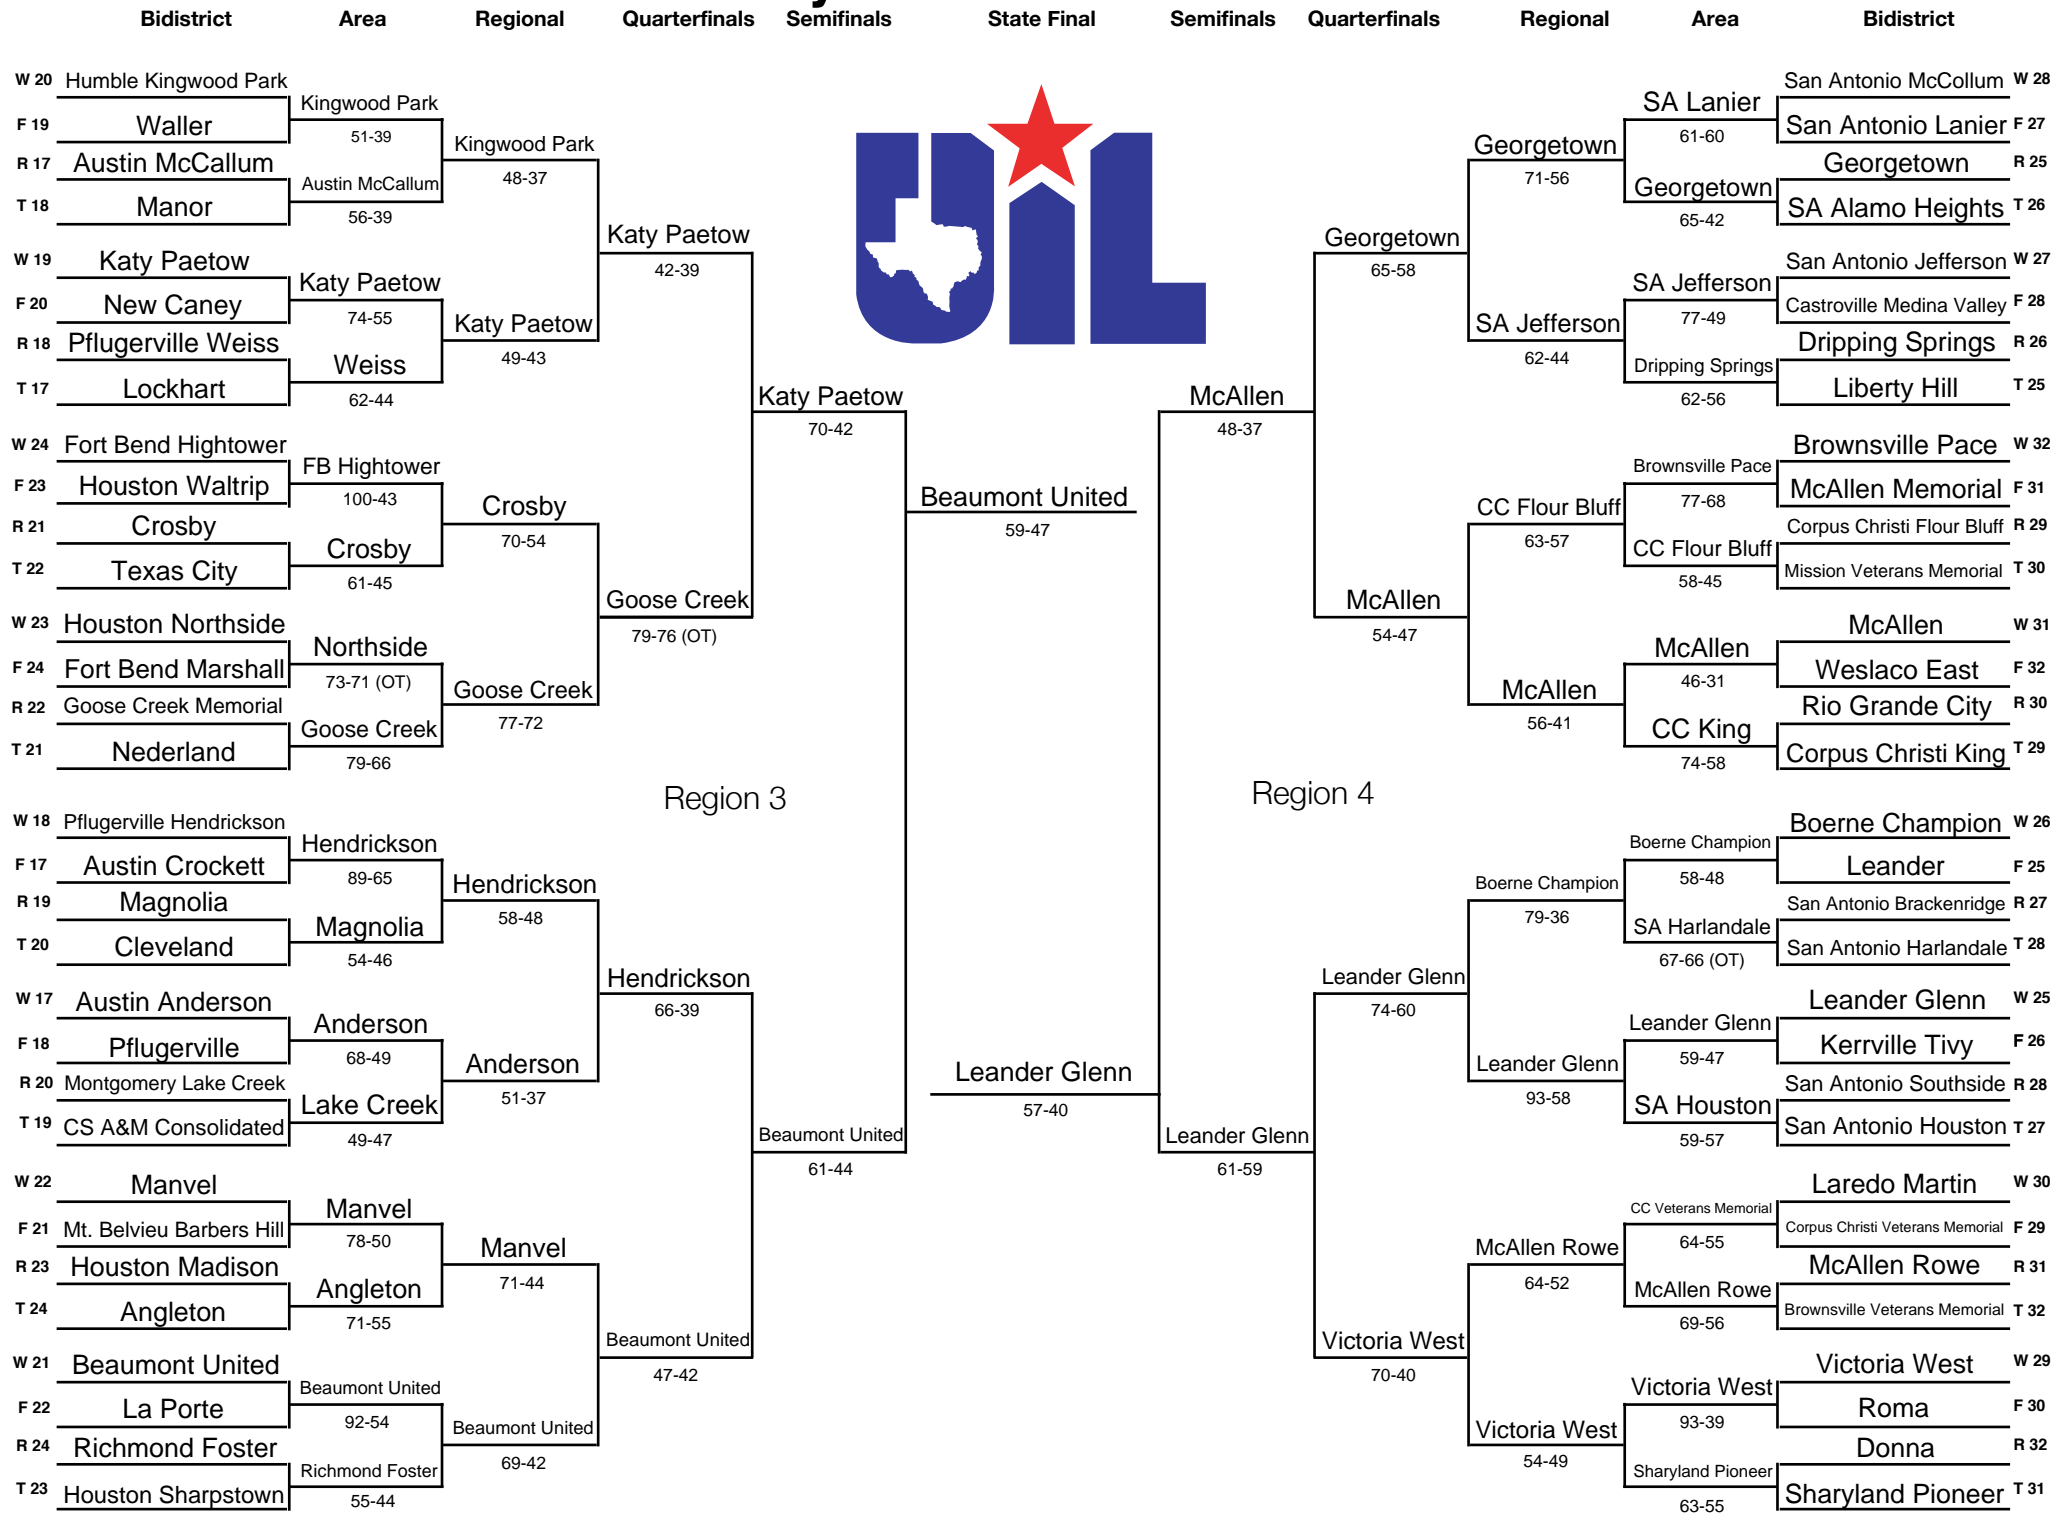 Bidistrict Area Regional Quarterfinals Semifinals State Final Semifinals Quarterfinals Regional Area Bidistrict
W 20 Humble Kingwood Park
Kingwood Park
F 19 Waller
51-39
Kingwood Park
R 17 Austin McCallum
48-37
Austin McCallum
T 18 Manor
56-39
Katy Paetow
42-39
W 19 Katy Paetow
Katy Paetow
F 20 New Caney
74-55
Katy Paetow
R 18 Pflugerville Weiss
49-43
Weiss
T 17 Lockhart
62-44
Katy Paetow
70-42
W 24 Fort Bend Hightower
FB Hightower
F 23 Houston Waltrip
100-43
Crosby
R 21 Crosby
70-54
Crosby
T 22 Texas City
61-45
Goose Creek
79-76 (OT)
W 23 Houston Northside
Northside
F 24 Fort Bend Marshall
73-71 (OT)
Goose Creek
R 22 Goose Creek Memorial
77-72
Goose Creek
T 21 Nederland
79-66
Region 3
Beaumont United
59-47
W 18 Pflugerville Hendrickson
Hendrickson
F 17 Austin Crockett
89-65
Hendrickson
R 19 Magnolia
58-48
Magnolia
T 20 Cleveland
54-46
Hendrickson
66-39
W 17 Austin Anderson
Anderson
F 18 Pflugerville
68-49
Anderson
R 20 Montgomery Lake Creek
51-37
Lake Creek
T 19 CS A&M Consolidated
49-47
Beaumont United
61-44
W 22 Manvel
Manvel
F 21 Mt. Belvieu Barbers Hill
78-50
Manvel
R 23 Houston Madison
71-44
Angleton
T 24 Angleton
71-55
Beaumont United
47-42
W 21 Beaumont United
Beaumont United
F 22 La Porte
92-54
Beaumont United
R 24 Richmond Foster
69-42
Richmond Foster
T 23 Houston Sharpstown
55-44
UIL
San Antonio McCollum W 28
SA Lanier
San Antonio Lanier F 27
61-60
Georgetown
Georgetown R 25
71-56
Georgetown
SA Alamo Heights T 26
65-42
Georgetown
65-58
San Antonio Jefferson W 27
SA Jefferson
Castroville Medina Valley F 28
77-49
SA Jefferson
Dripping Springs R 26
62-44
Dripping Springs
Liberty Hill T 25
62-56
McAllen
48-37
Brownsville Pace W 32
Brownsville Pace
McAllen Memorial F 31
77-68
CC Flour Bluff
Corpus Christi Flour Bluff R 29
63-57
CC Flour Bluff
Mission Veterans Memorial T 30
58-45
McAllen
54-47
McAllen W 31
McAllen
Weslaco East F 32
46-31
McAllen
Rio Grande City R 30
56-41
CC King
Corpus Christi King T 29
74-58
Region 4
Leander Glenn
57-40
Boerne Champion W 26
Boerne Champion
Leander F 25
58-48
Boerne Champion
San Antonio Brackenridge R 27
79-36
SA Harlandale
San Antonio Harlandale T 28
67-66 (OT)
Leander Glenn
74-60
Leander Glenn W 25
Leander Glenn
Kerrville Tivy F 26
59-47
Leander Glenn
San Antonio Southside R 28
93-58
SA Houston
San Antonio Houston T 27
59-57
Leander Glenn
61-59
Laredo Martin W 30
CC Veterans Memorial
Corpus Christi Veterans Memorial F 29
64-55
McAllen Rowe
McAllen Rowe R 31
64-52
McAllen Rowe
Brownsville Veterans Memorial T 32
69-56
Victoria West
70-40
Victoria West W 29
Victoria West
Roma F 30
93-39
Victoria West
Donna R 32
54-49
Sharyland Pioneer
Sharyland Pioneer T 31
63-55